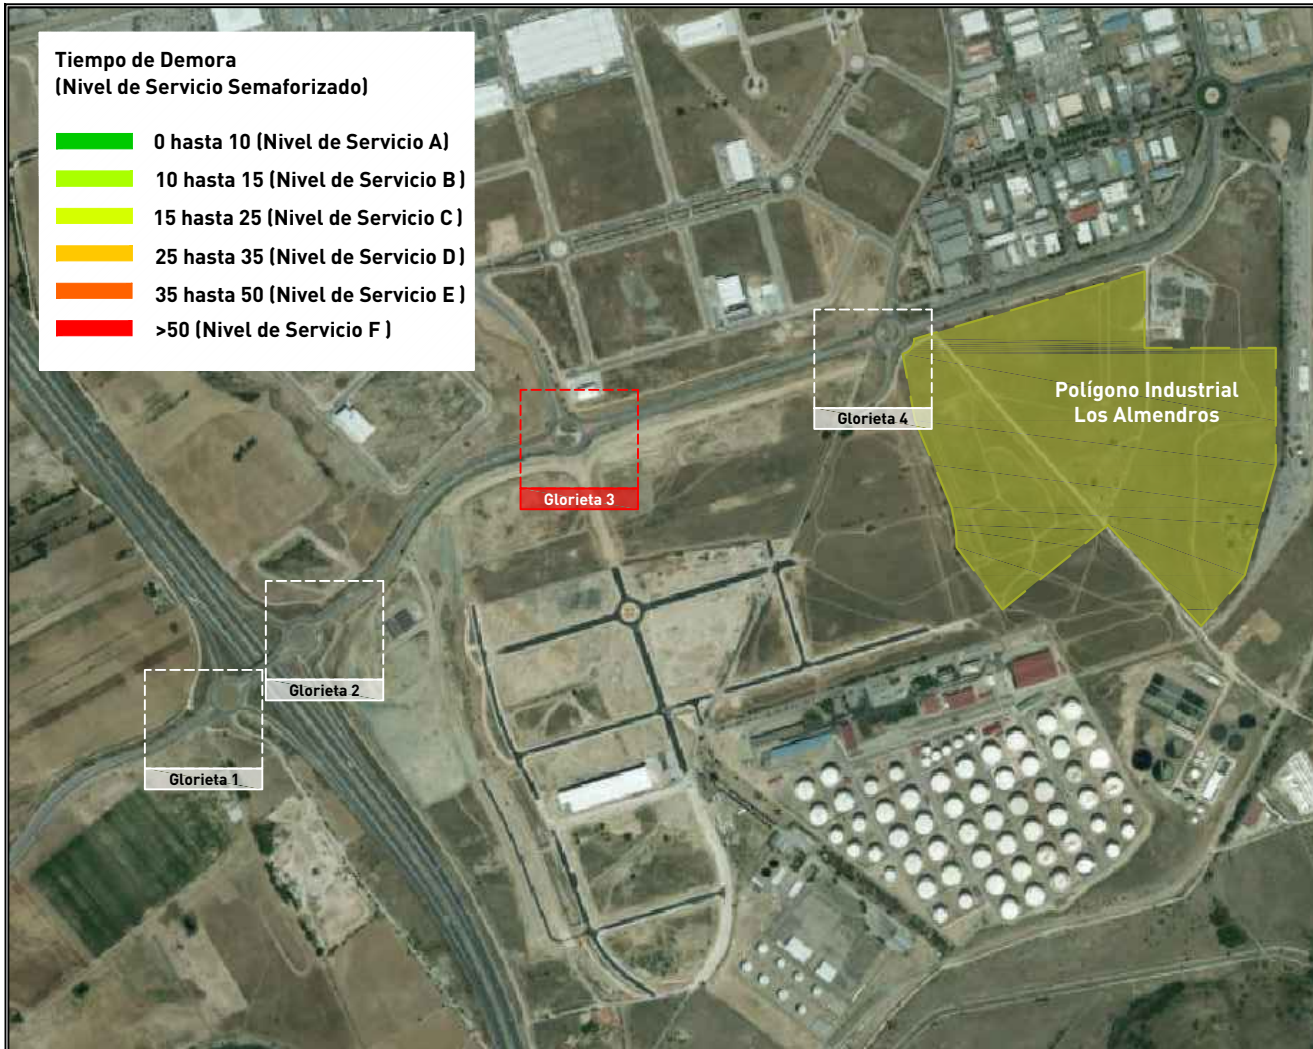 Tiempo de Demora
(Nivel de Servicio Semaforizado)
0 hasta 10 (Nivel de Servicio A)
10 hasta 15 (Nivel de Servicio B)
15 hasta 25 (Nivel de Servicio C)
25 hasta 35 (Nivel de Servicio D)
35 hasta 50 (Nivel de Servicio E)
>50 (Nivel de Servicio F)
Polígono Industrial
Los Almendros
Glorieta 4
Glorieta 3
Glorieta 2
Glorieta 1